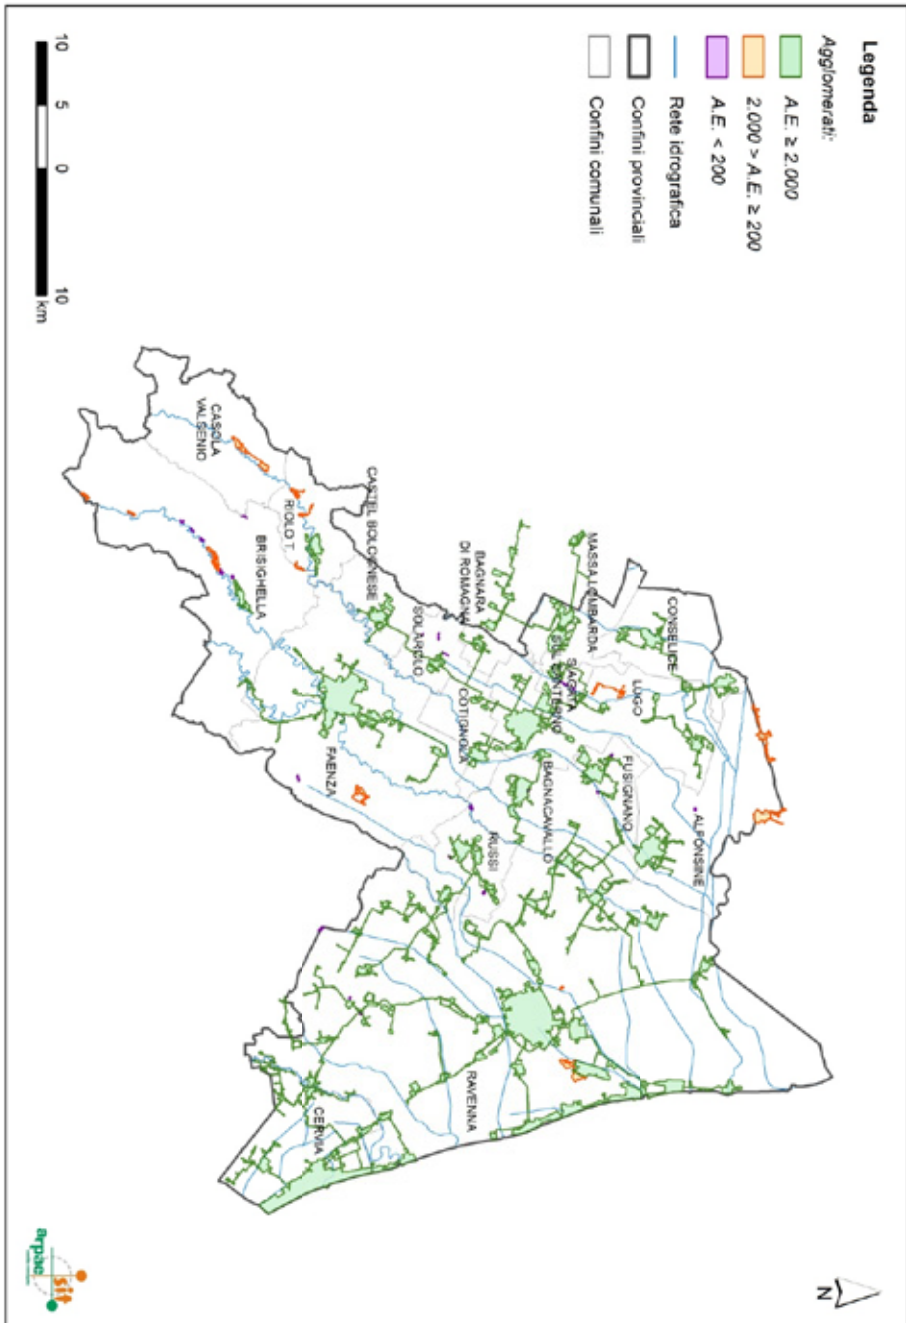 Legenda
Agglomerati:
A.E. ≥ 2.000
2.000 > A.E. ≥ 200
A.E. < 200
Rete idrografica
Confini provinciali
Confini comunali
10 5 0 10
km
N
CONSELICE
MASSA LOMBARDA
LUGO
ALFONSINE
S.AGATA
SUL SANTERNO
FUSIGNANO
BAGNARA
DI ROMAGNA
BAGNACAVALLO
SOLAROLO
COTIGNOLA
CASTEL BOLOGNESE
RUSSI
RIOLO T.
FAENZA
RAVENNA
CASOLA
VALSENIO
BRISIGHELLA
CERVIA
sit
arpae